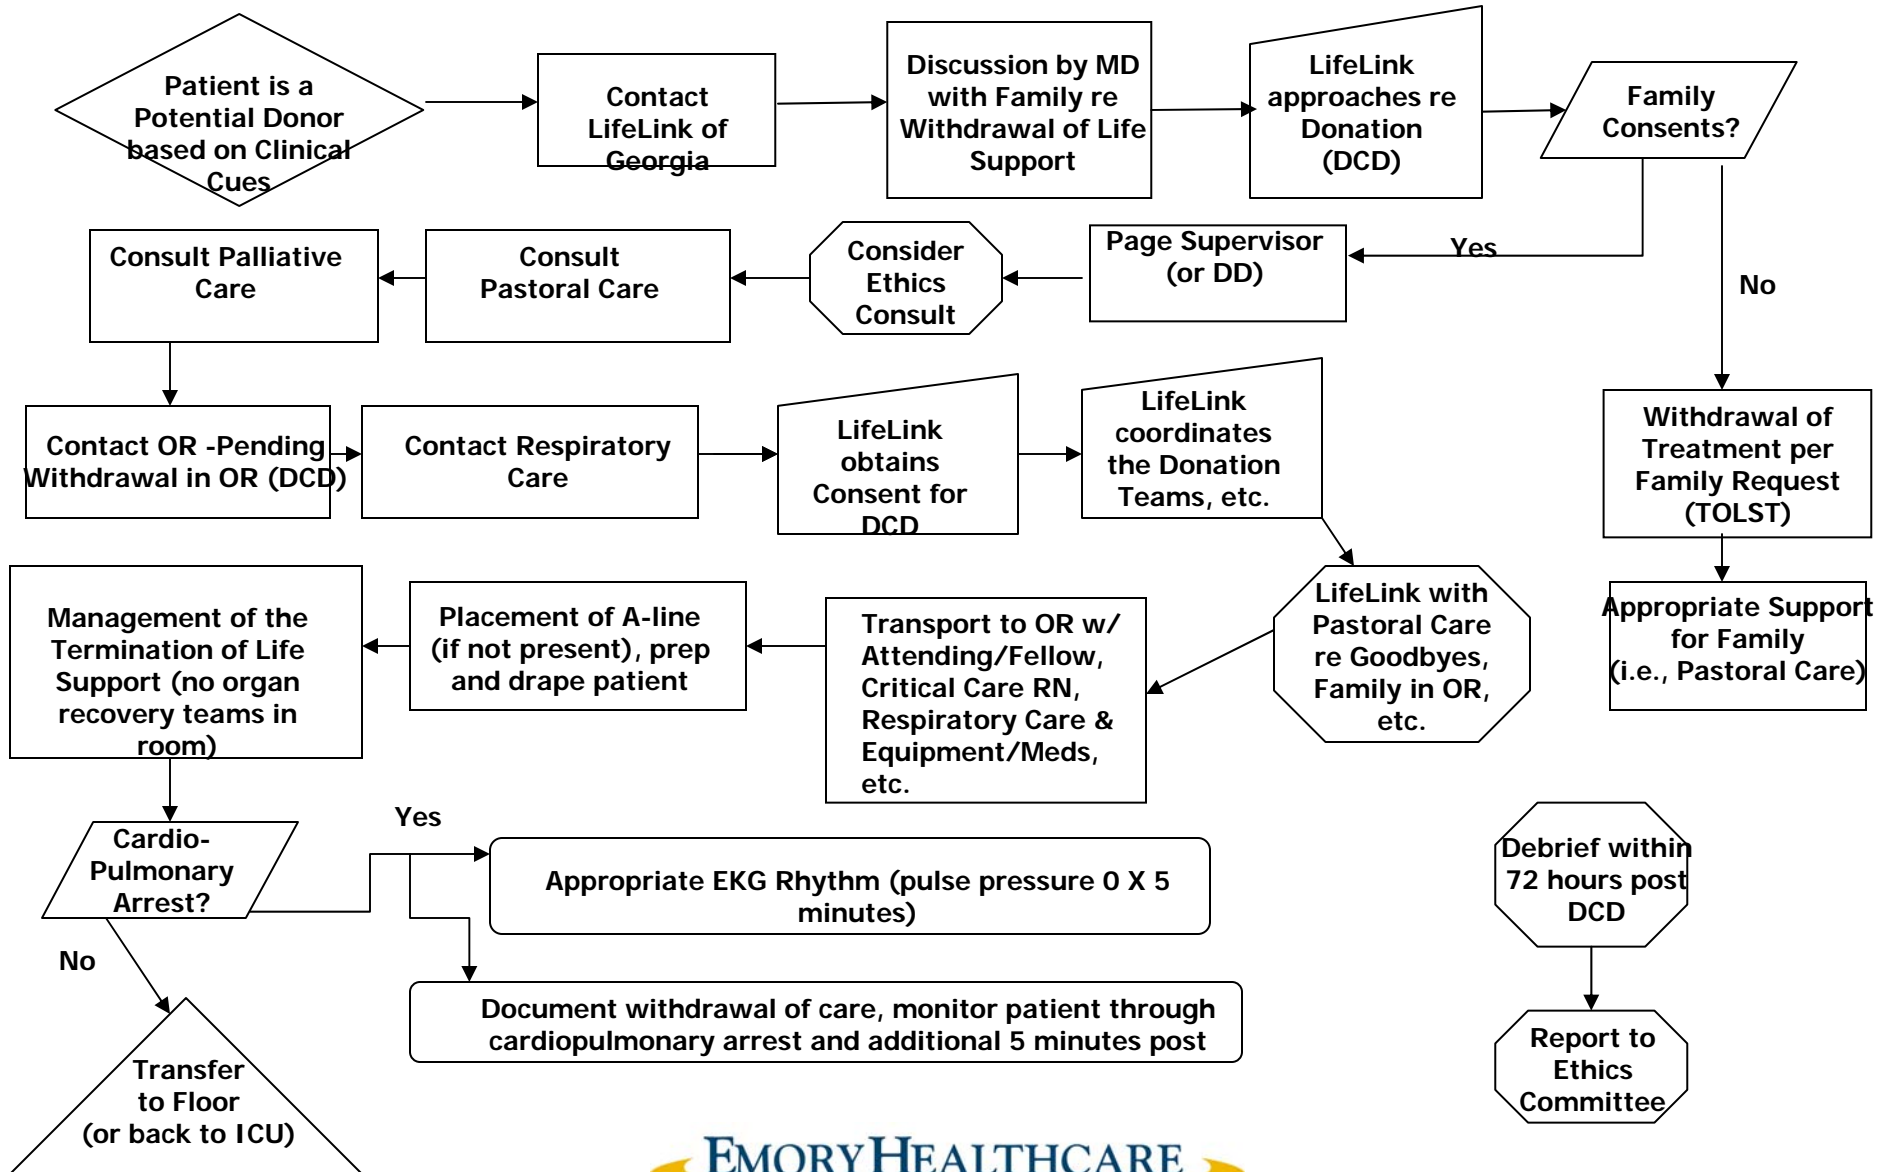 Patient is a
Potential Donor
based on Clinical
Cues
Contact
LifeLink of
Georgia
Discussion by MD
with Family re
Withdrawal of Life
Support
LifeLink
approaches re
Donation
(DCD)
Family
Consents?
Yes
No
Page Supervisor
(or DD)
Consider
Ethics
Consult
Consult
Pastoral Care
Consult Palliative
Care
Contact OR -Pending
Withdrawal in OR (DCD)
Contact Respiratory
Care
LifeLink
obtains
Consent for
DCD
LifeLink
coordinates
the Donation
Teams, etc.
Withdrawal of
Treatment per
Family Request
(TOLST)
Appropriate Support
for Family
(i.e., Pastoral Care)
LifeLink with
Pastoral Care
re Goodbyes,
Family in OR,
etc.
Transport to OR w/
Attending/Fellow,
Critical Care RN,
Respiratory Care &
Equipment/Meds,
etc.
Placement of A-line
(if not present), prep
and drape patient
Management of the
Termination of Life
Support (no organ
recovery teams in
room)
Cardio-
Pulmonary
Arrest?
Yes
Appropriate EKG Rhythm (pulse pressure 0 X 5
minutes)
Document withdrawal of care, monitor patient through
cardiopulmonary arrest and additional 5 minutes post
No
Transfer
to Floor
(or back to ICU)
Debrief within
72 hours post
DCD
Report to
Ethics
Committee
EMORY HEALTHCARE